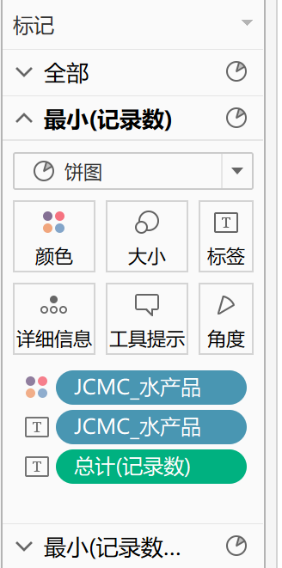 标记
全部
最小(记录数)
饼图
颜色 大小 标签
详细信息 工具提示 角度
JCMC_水产品
JCMC_水产品
总计(记录数)
最小(记录数...